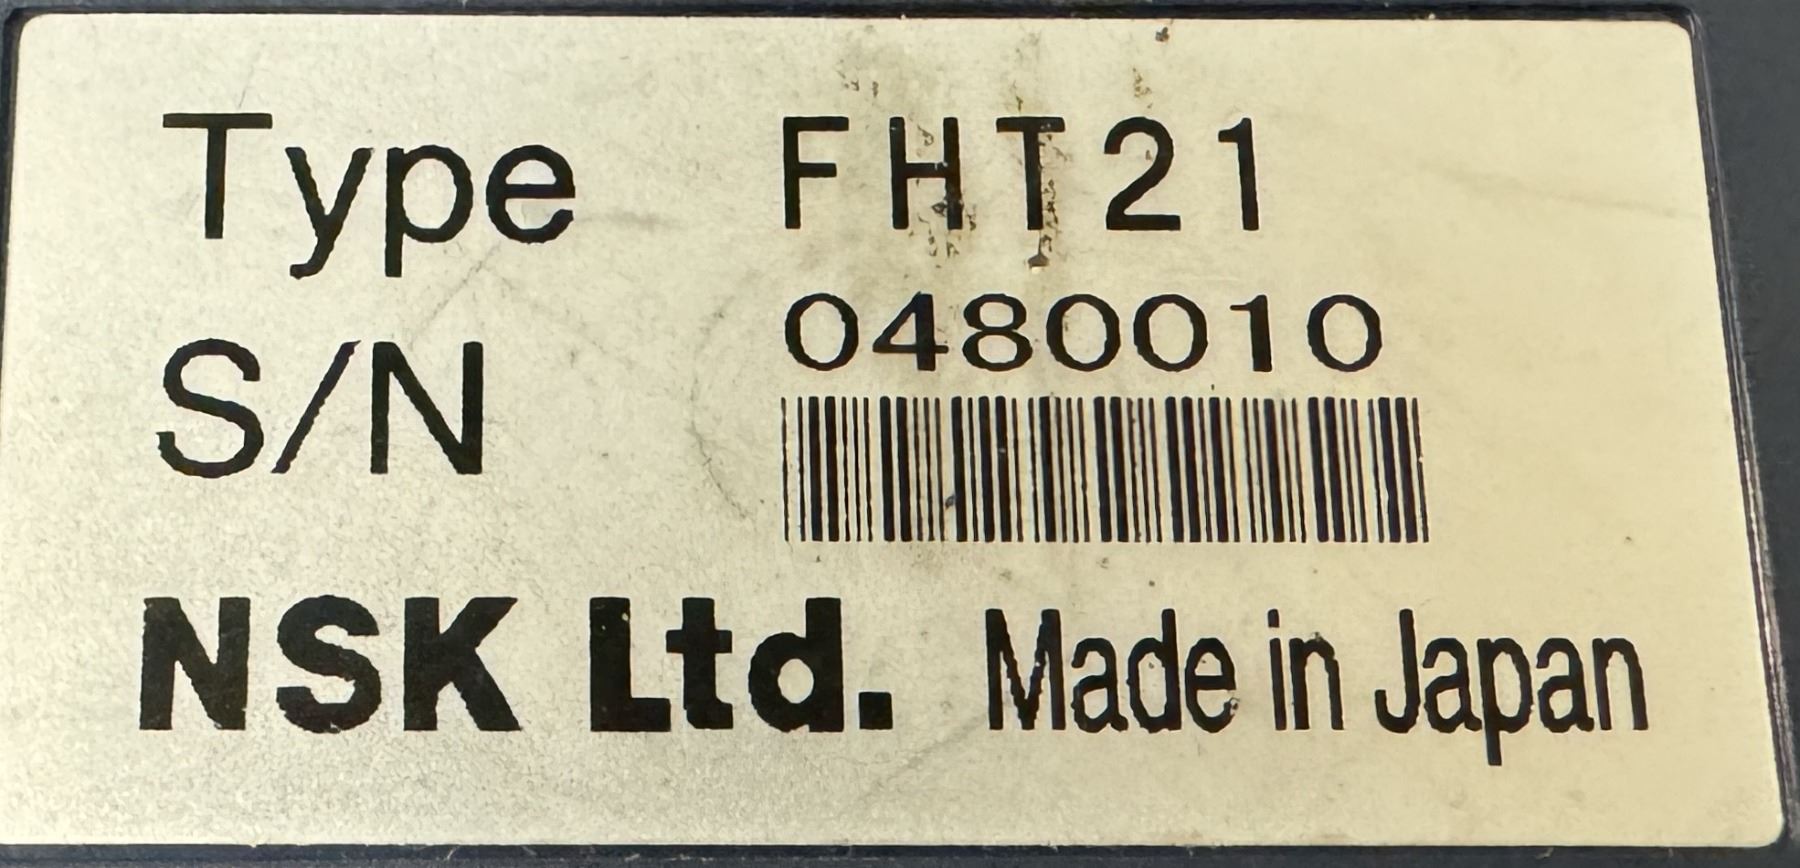 Type FHT21
S/N 0480010
NSK Ltd. Made in Japan